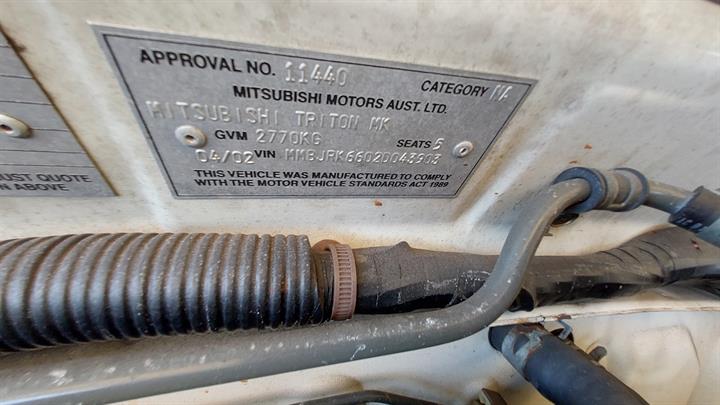 APPROVAL NO. 11440
CATEGORY NA
MITSUBISHI MOTORS AUST. LTD.
MITSUBISHI TRITON MK
GVM 2770KG SEATS 5
04/02 VIN MMBJRK6602D043903
THIS VEHICLE WAS MANUFACTURED TO COMPLY
WITH THE MOTOR VEHICLE STANDARDS ACT 1989
UST QUOTE
N ABOVE